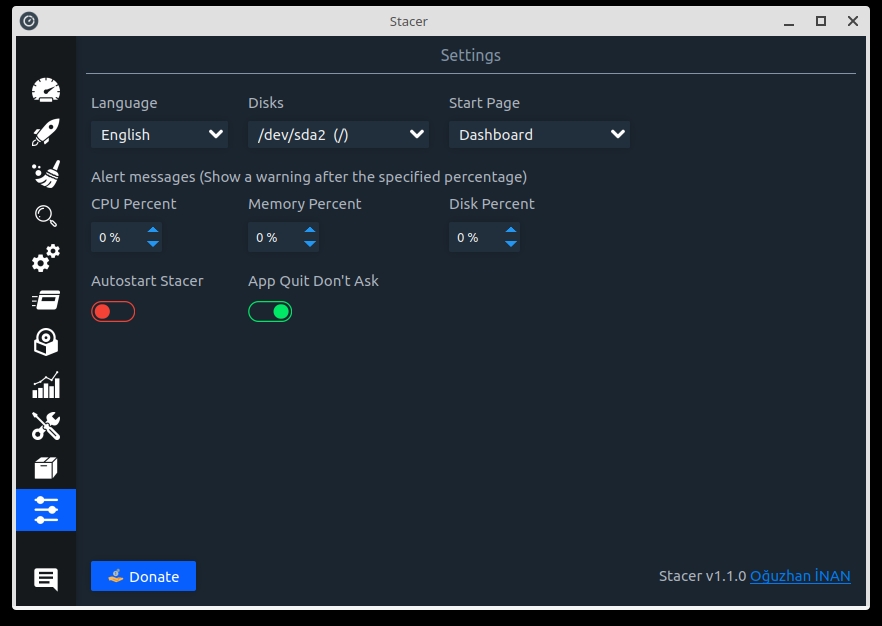 Stacer
Settings
Language Disks Start Page
English /dev/sda2 (/) Dashboard
Alert messages (Show a warning after the specified percentage)
CPU Percent Memory Percent Disk Percent
0 % 0 % 0 %
Autostart Stacer App Quit Don't Ask
Donate Stacer v1.1.0 Oğuzhan İNAN